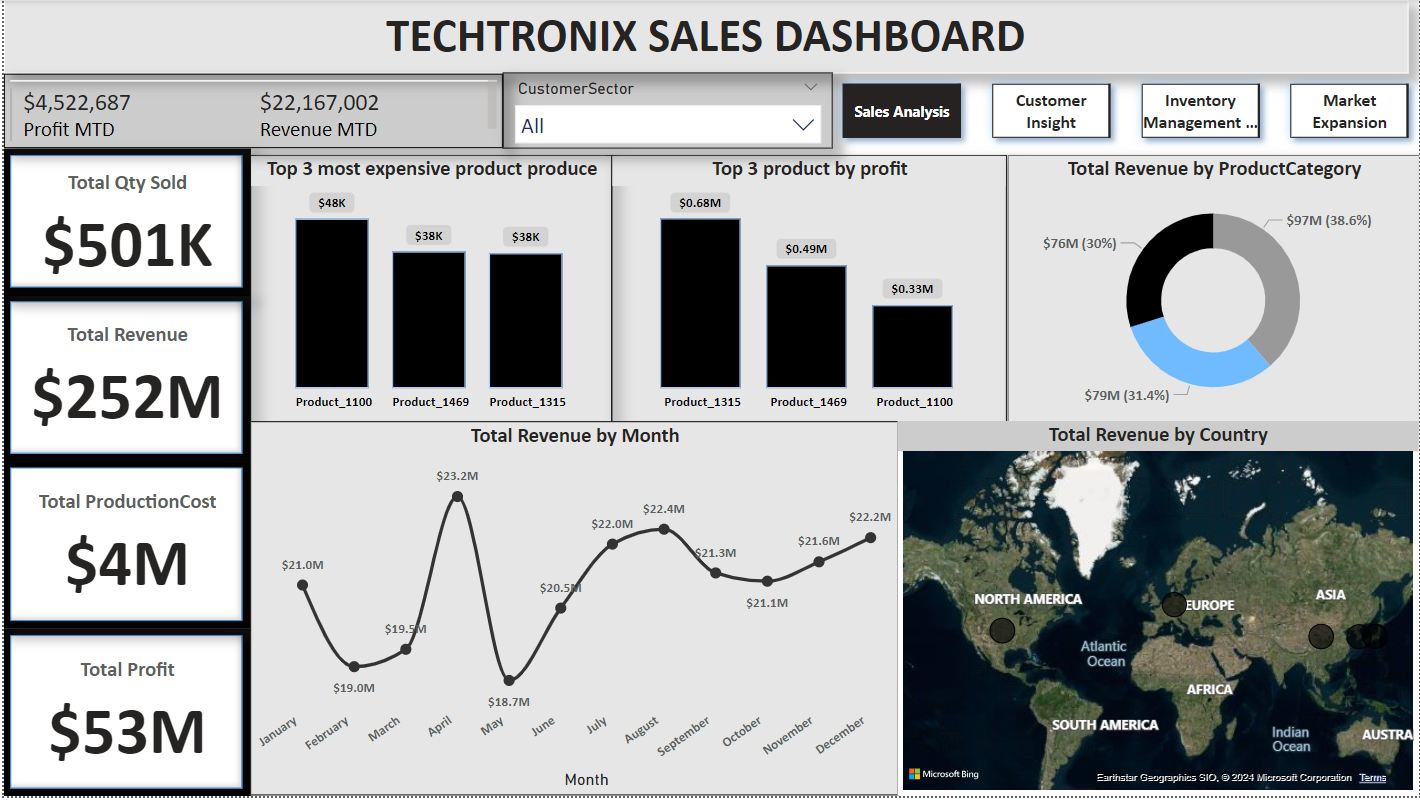 TECHTRONIX SALES DASHBOARD
$4,522,687
Profit MTD
$22,167,002
Revenue MTD
CustomerSector
All
Sales Analysis
Customer
Insight
Inventory
Management ...
Market
Expansion
Total Qty Sold
$501K
Total Revenue
$252M
Total ProductionCost
$4M
Total Profit
$53M
Top 3 most expensive product produce
$48K
$38K
$38K
Product_1100
Product_1469
Product_1315
Top 3 product by profit
$0.68M
$0.49M
$0.33M
Product_1315
Product_1469
Product_1100
Total Revenue by ProductCategory
$97M (38.6%)
$76M (30%)
$79M (31.4%)
Total Revenue by Month
$21.0M
$19.0M
$19.5M
$23.2M
$18.7M
$20.5M
$22.0M
$22.4M
$21.3M
$21.1M
$21.6M
$22.2M
January
February
March
April
May
June
July
August
September
October
November
December
Month
Total Revenue by Country
NORTH AMERICA
EUROPE
ASIA
Atlantic
Ocean
AFRICA
SOUTH AMERICA
Indian
Ocean
AUSTRA
Microsoft Bing
Earthstar Geographics SIO, © 2024 Microsoft Corporation
Terms